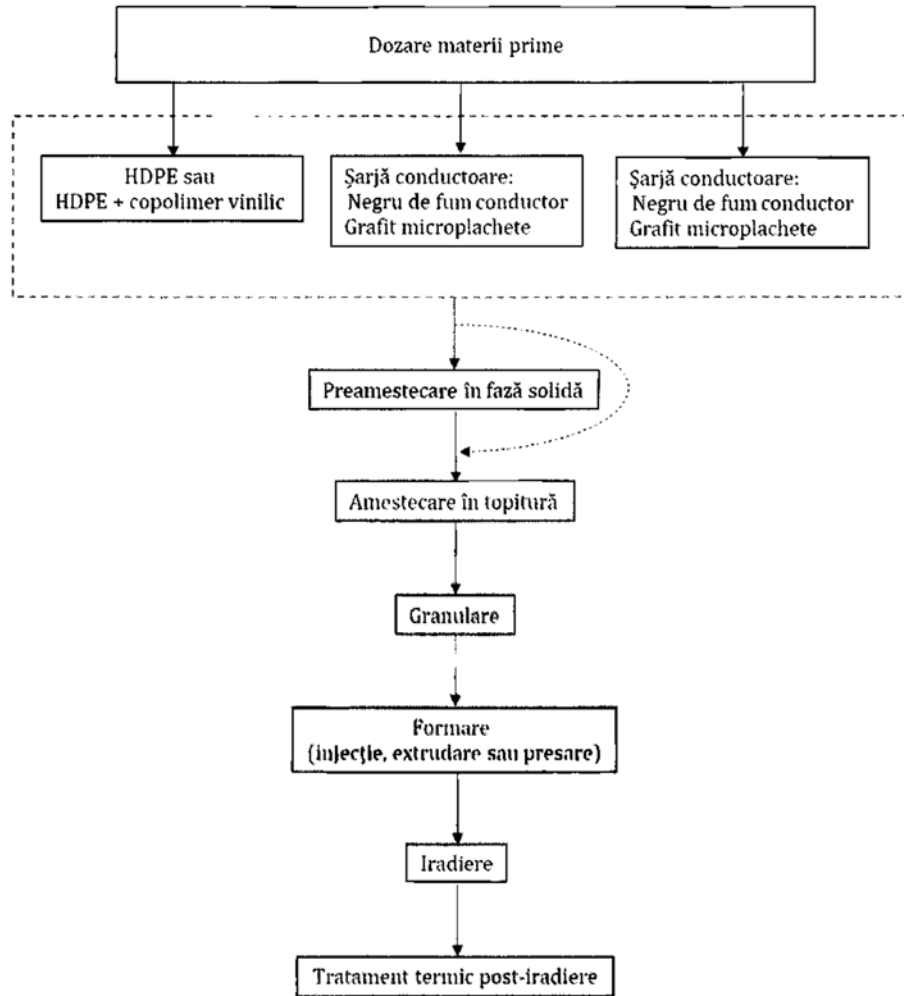 Dozare materii prime
HDPE sau
HDPE + copolimer vinilic
Șarjă conductoare:
Negru de fum conductor
Grafit microplachete
Șarjă conductoare:
Negru de fum conductor
Grafit microplachete
Preamestecare în fază solidă
Amestecare în topitură
Granulare
Formare
(injecție, extrudare sau presare)
Iradiere
Tratament termic post-iradiere